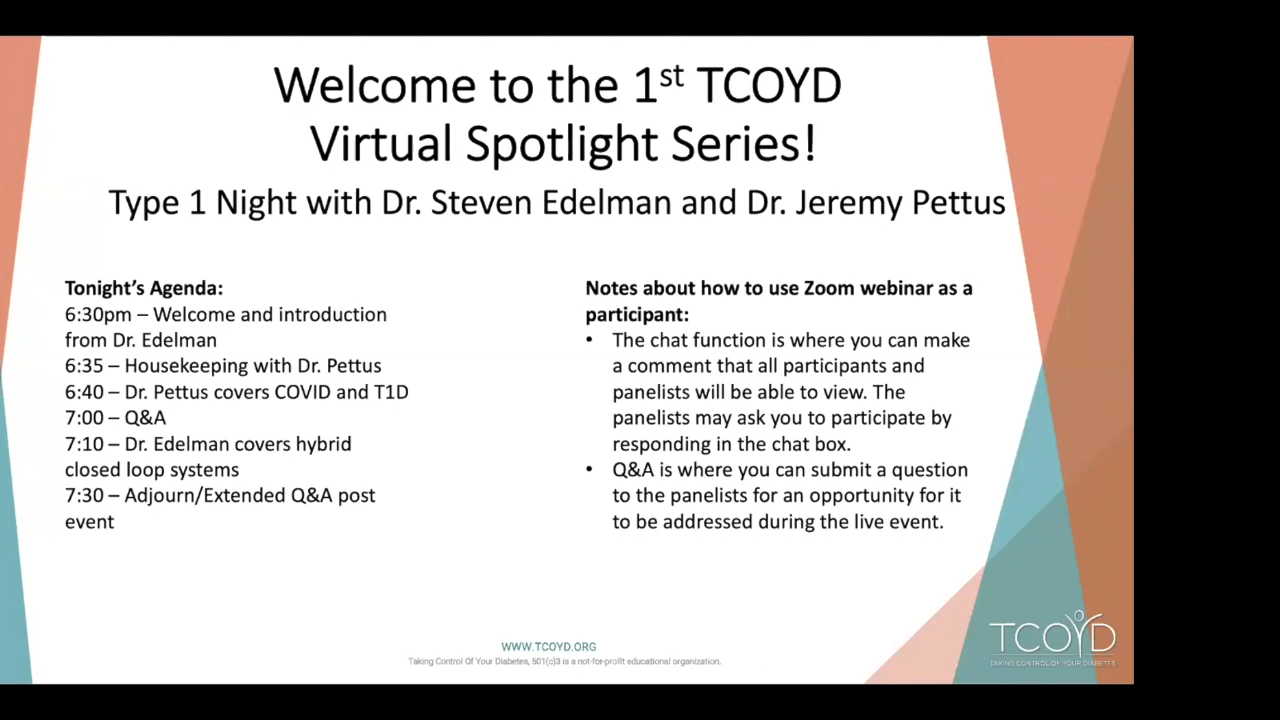 Welcome to the 1st TCOYD
Virtual Spotlight Series!
Type 1 Night with Dr. Steven Edelman and Dr. Jeremy Pettus
Tonight’s Agenda:
6:30pm – Welcome and introduction
from Dr. Edelman
6:35 – Housekeeping with Dr. Pettus
6:40 – Dr. Pettus covers COVID and T1D
7:00 – Q&A
7:10 – Dr. Edelman covers hybrid
closed loop systems
7:30 – Adjourn/Extended Q&A post
event
Notes about how to use Zoom webinar as a
participant:
• The chat function is where you can make
a comment that all participants and
panelists will be able to view. The
panelists may ask you to participate by
responding in the chat box.
• Q&A is where you can submit a question
to the panelists for an opportunity for it
to be addressed during the live event.
WWW.TCOYD.ORG
Taking Control Of Your Diabetes, 501(c)3 is a not-for-profit educational organization.
TCOYD
TAKING CONTROL OF YOUR DIABETES